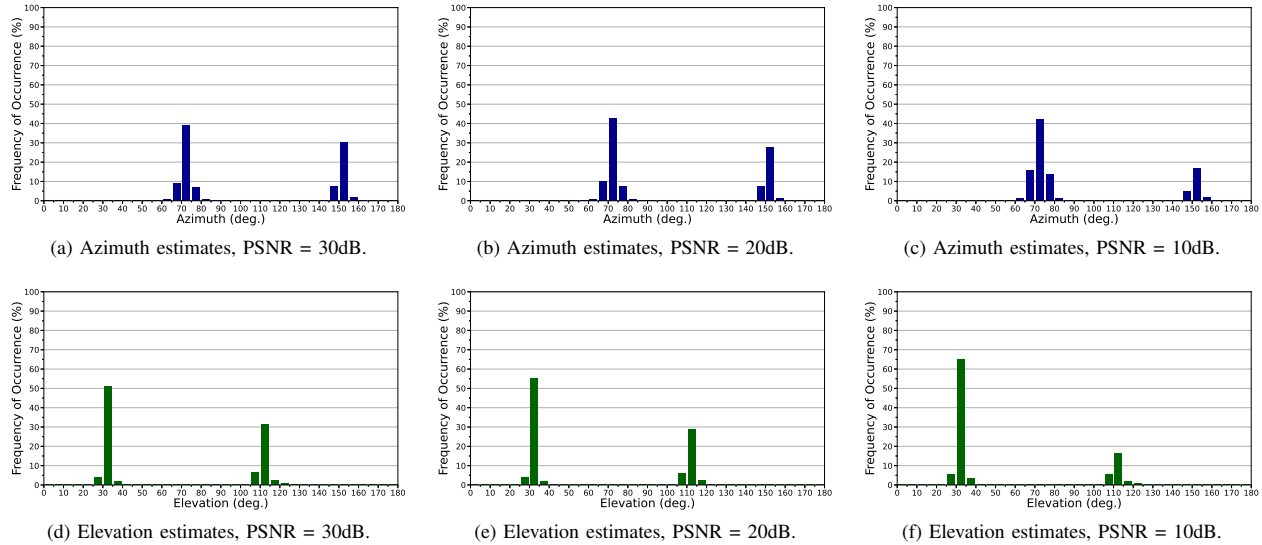 100
90
80
70
60
50
40
30
20
10
0
Frequency of Occurrence (%)
0 10 20 30 40 50 60 70 80 90 100 110 120 130 140 150 160 170 180
Azimuth (deg.)
(a) Azimuth estimates, PSNR = 30dB.
100
90
80
70
60
50
40
30
20
10
0
Frequency of Occurrence (%)
0 10 20 30 40 50 60 70 80 90 100 110 120 130 140 150 160 170 180
Azimuth (deg.)
(b) Azimuth estimates, PSNR = 20dB.
100
90
80
70
60
50
40
30
20
10
0
Frequency of Occurrence (%)
0 10 20 30 40 50 60 70 80 90 100 110 120 130 140 150 160 170 180
Azimuth (deg.)
(c) Azimuth estimates, PSNR = 10dB.
100
90
80
70
60
50
40
30
20
10
0
Frequency of Occurrence (%)
0 10 20 30 40 50 60 70 80 90 100 110 120 130 140 150 160 170 180
Elevation (deg.)
(d) Elevation estimates, PSNR = 30dB.
100
90
80
70
60
50
40
30
20
10
0
Frequency of Occurrence (%)
0 10 20 30 40 50 60 70 80 90 100 110 120 130 140 150 160 170 180
Elevation (deg.)
(e) Elevation estimates, PSNR = 20dB.
100
90
80
70
60
50
40
30
20
10
0
Frequency of Occurrence (%)
0 10 20 30 40 50 60 70 80 90 100 110 120 130 140 150 160 170 180
Elevation (deg.)
(f) Elevation estimates, PSNR = 10dB.